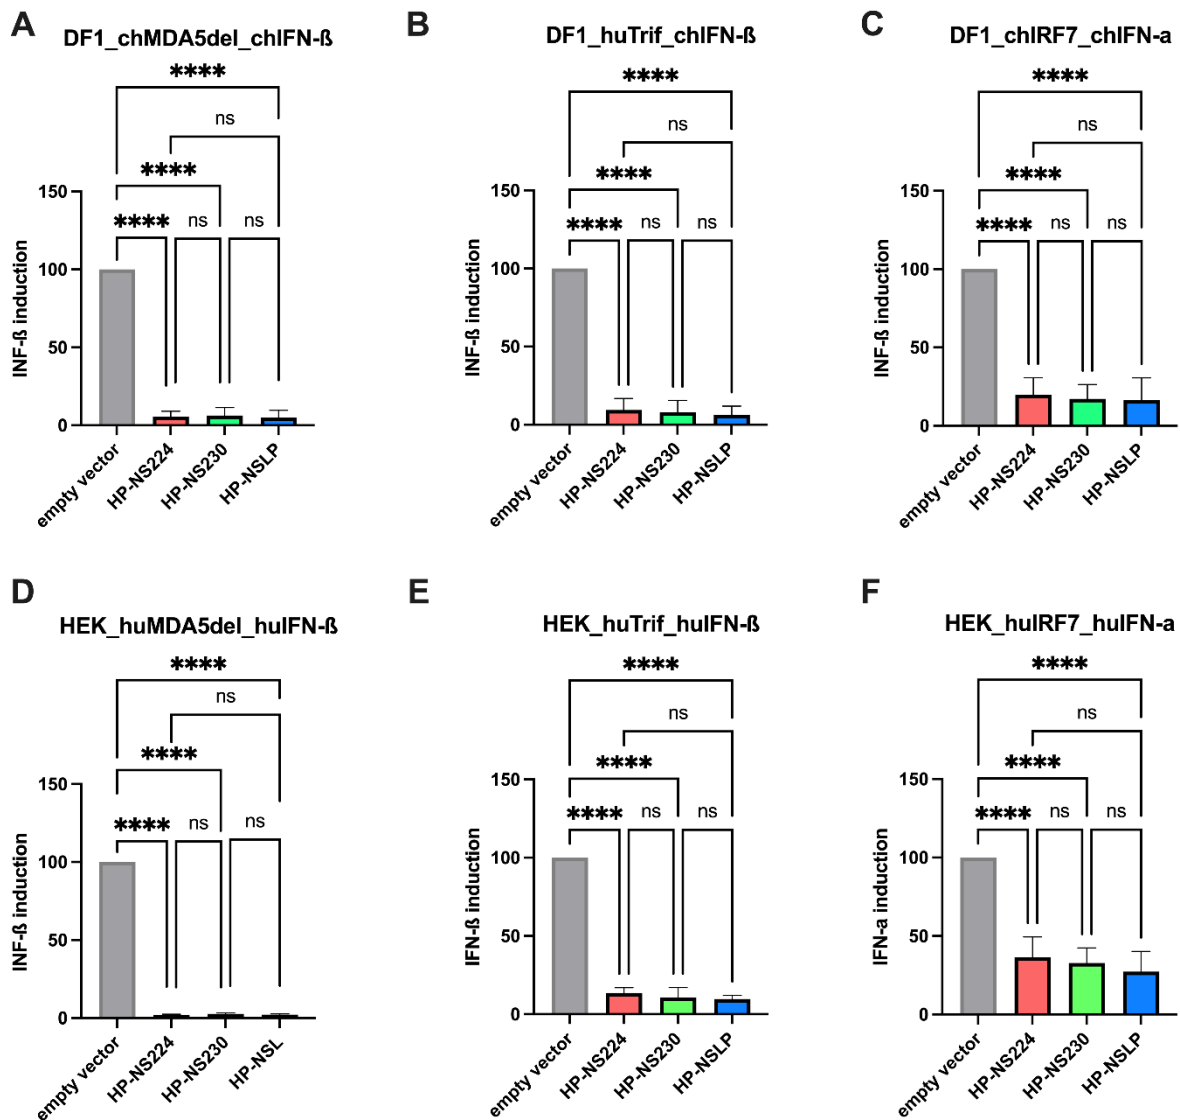 A
DF1_chMDA5del_chIFN-ß
****
ns
****
****
ns
ns
INF-ß induction
150
100
50
0
empty vector
HP-NS224
HP-NS230
HP-NSLP
B
DF1_huTrif_chIFN-ß
****
ns
****
****
ns
ns
INF-ß induction
150
100
50
0
empty vector
HP-NS224
HP-NS230
HP-NSLP
C
DF1_chIRF7_chIFN-a
****
ns
****
****
ns
ns
INF-ß induction
150
100
50
0
empty vector
HP-NS224
HP-NS230
HP-NSLP
D
HEK_huMDA5del_huIFN-ß
****
ns
****
****
ns
ns
INF-ß induction
150
100
50
0
empty vector
HP-NS224
HP-NS230
HP-NSL
E
HEK_huTrif_huIFN-ß
****
ns
****
****
ns
ns
IFN-ß induction
150
100
50
0
empty vector
HP-NS224
HP-NS230
HP-NSLP
F
HEK_huIRF7_huIFN-a
****
ns
****
****
ns
ns
IFN-a induction
150
100
50
0
empty vector
HP-NS224
HP-NS230
HP-NSLP